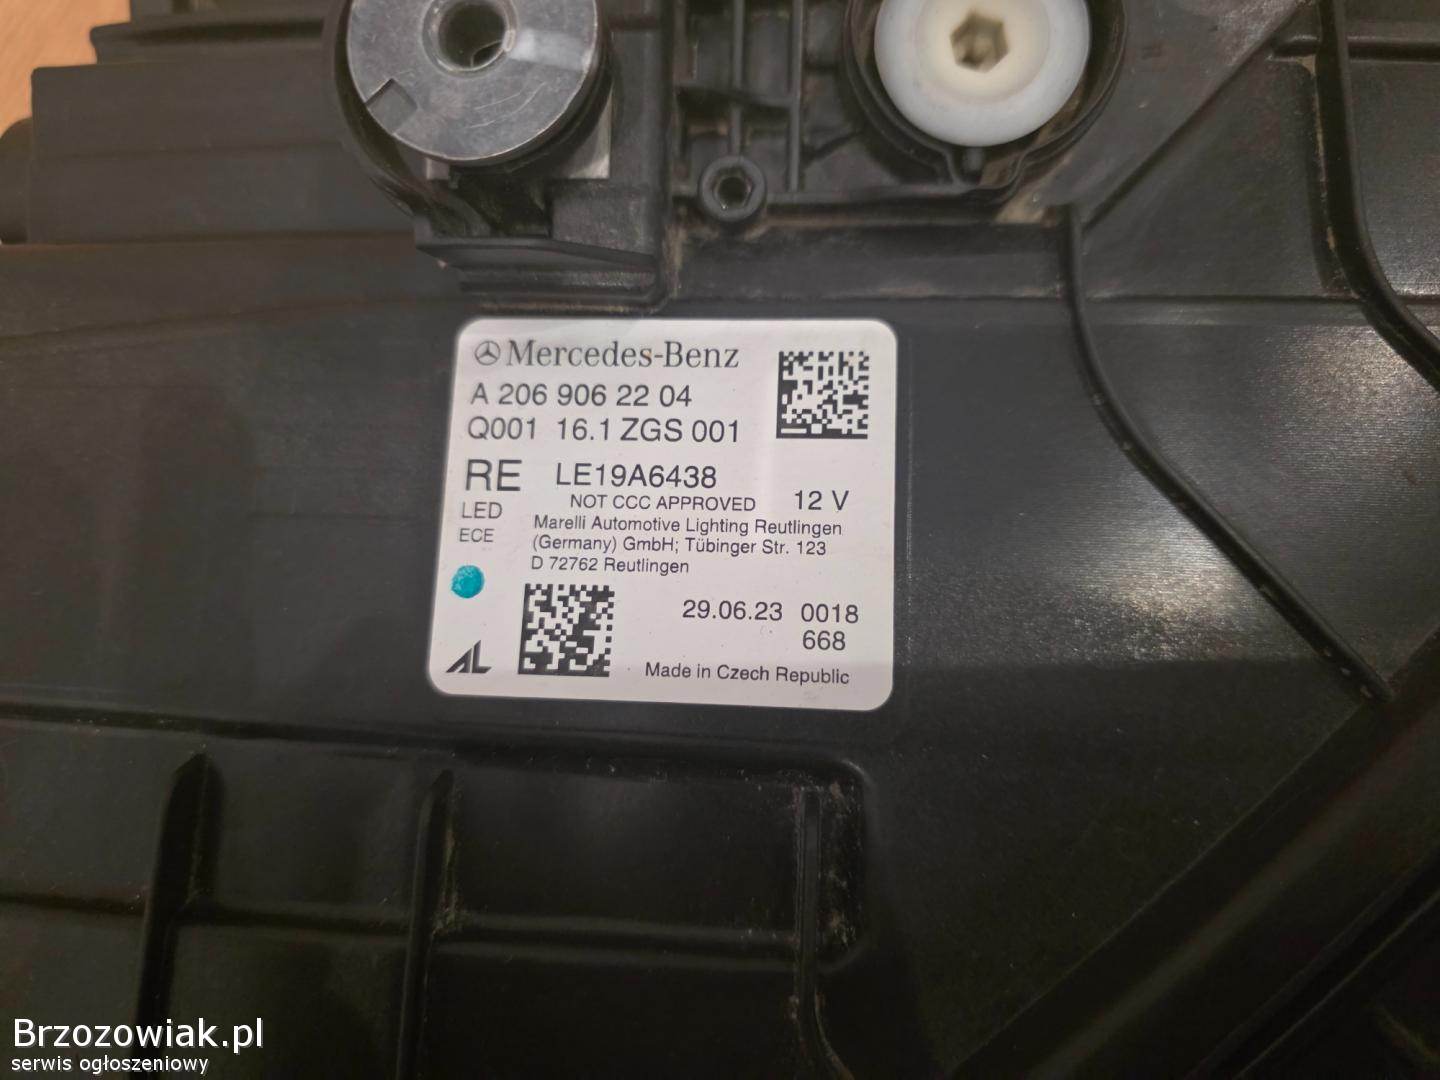 Mercedes-Benz
A 206 906 22 04
Q001 16.1 ZGS 001
RE LE19A6438
NOT CCC APPROVED 12 V
LED
ECE
Marelli Automotive Lighting Reutlingen
(Germany) GmbH; Tübinger Str. 123
D 72762 Reutlingen
29.06.23 0018
668
AL
Made in Czech Republic
Brzozowiak.pl
serwis ogłoszeniowy